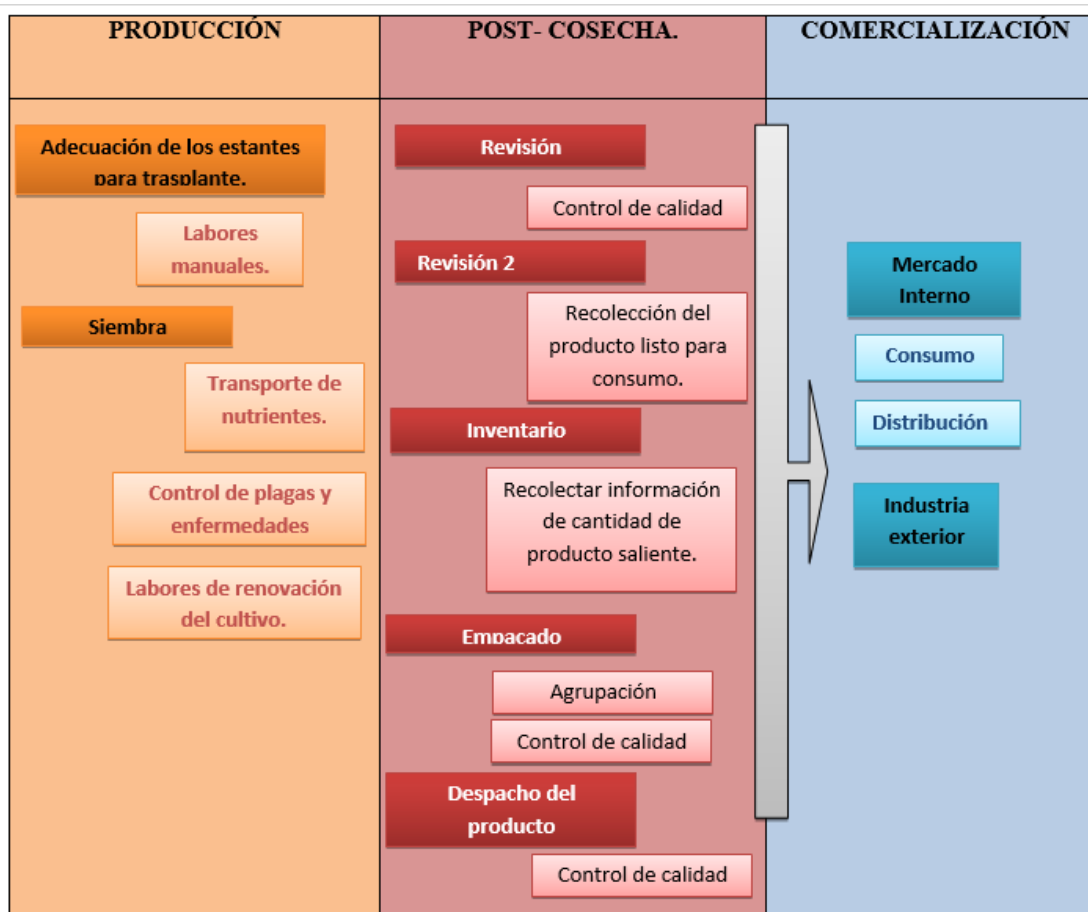 PRODUCCIÓN
POST- COSECHA.
COMERCIALIZACIÓN
Adecuación de los estantes
para trasplante.
Labores
manuales.
Siembra
Transporte de
nutrientes.
Control de plagas y
enfermedades
Labores de renovación
del cultivo.
Revisión
Control de calidad
Revisión 2
Recolección del
producto listo para
consumo.
Inventario
Recolectar información
de cantidad de
producto saliente.
Empacado
Agrupación
Control de calidad
Despacho del
producto
Control de calidad
Mercado
Interno
Consumo
Distribución
Industria
exterior